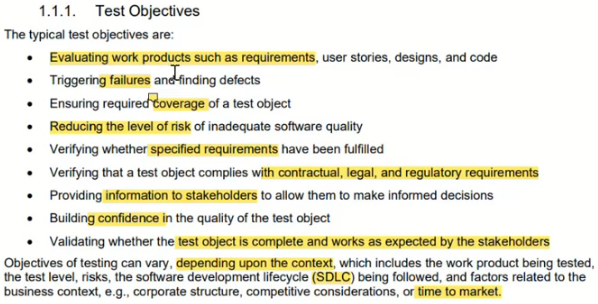 1.1.1. Test Objectives
The typical test objectives are:
• Evaluating work products such as requirements, user stories, designs, and code
• Triggering failures and finding defects
• Ensuring required coverage of a test object
• Reducing the level of risk of inadequate software quality
• Verifying whether specified requirements have been fulfilled
• Verifying that a test object complies with contractual, legal, and regulatory requirements
• Providing information to stakeholders to allow them to make informed decisions
• Building confidence in the quality of the test object
• Validating whether the test object is complete and works as expected by the stakeholders
Objectives of testing can vary, depending upon the context, which includes the work product being tested,
the test level, risks, the software development lifecycle (SDLC) being followed, and factors related to the
business context, e.g., corporate structure, competitive considerations, or time to market.